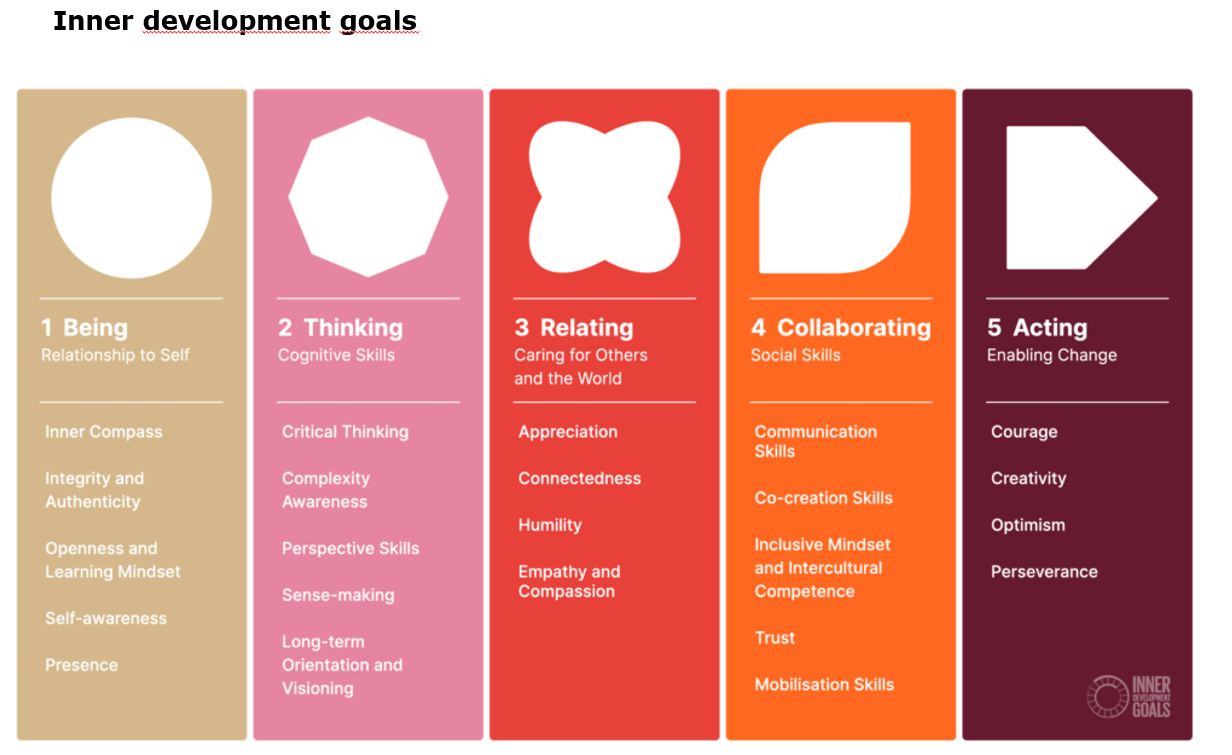 Inner development goals
1 Being
Relationship to Self
Inner Compass
Integrity and
Authenticity
Openness and
Learning Mindset
Self-awareness
Presence
2 Thinking
Cognitive Skills
Critical Thinking
Complexity
Awareness
Perspective Skills
Sense-making
Long-term
Orientation and
Visioning
3 Relating
Caring for Others
and the World
Appreciation
Connectedness
Humility
Empathy and
Compassion
4 Collaborating
Social Skills
Communication
Skills
Co-creation Skills
Inclusive Mindset
and Intercultural
Competence
Trust
Mobilisation Skills
5 Acting
Enabling Change
Courage
Creativity
Optimism
Perseverance
INNER
DEVELOPMENT
GOALS